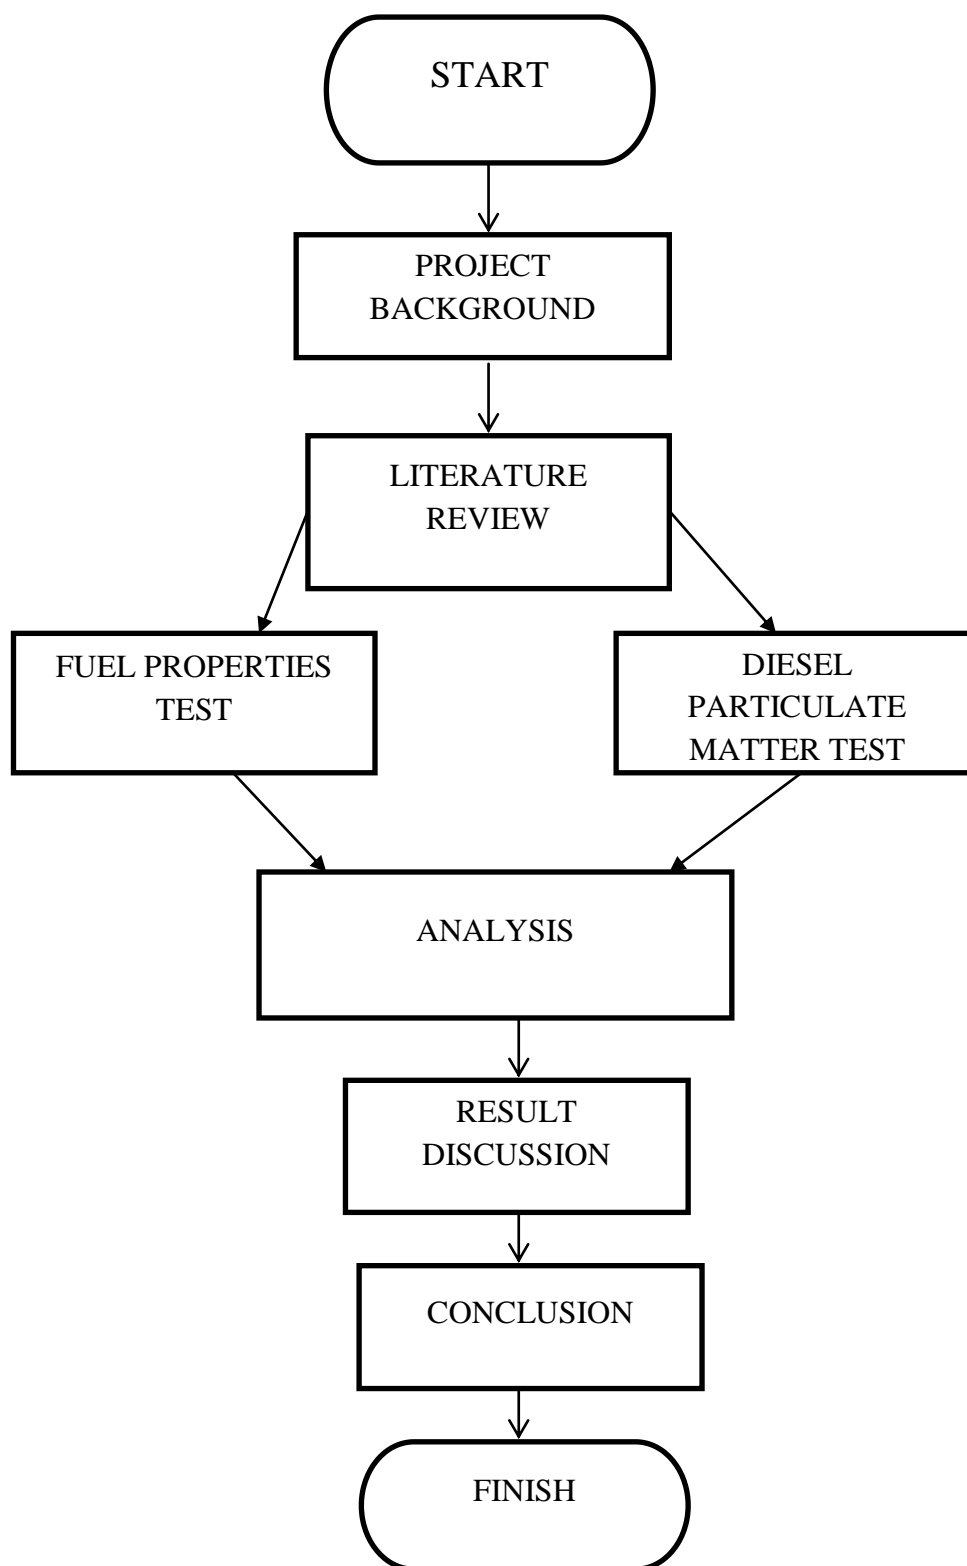 START
PROJECT
BACKGROUND
LITERATURE
REVIEW
FUEL PROPERTIES
TEST
DIESEL
PARTICULATE
MATTER TEST
ANALYSIS
RESULT
DISCUSSION
CONCLUSION
FINISH